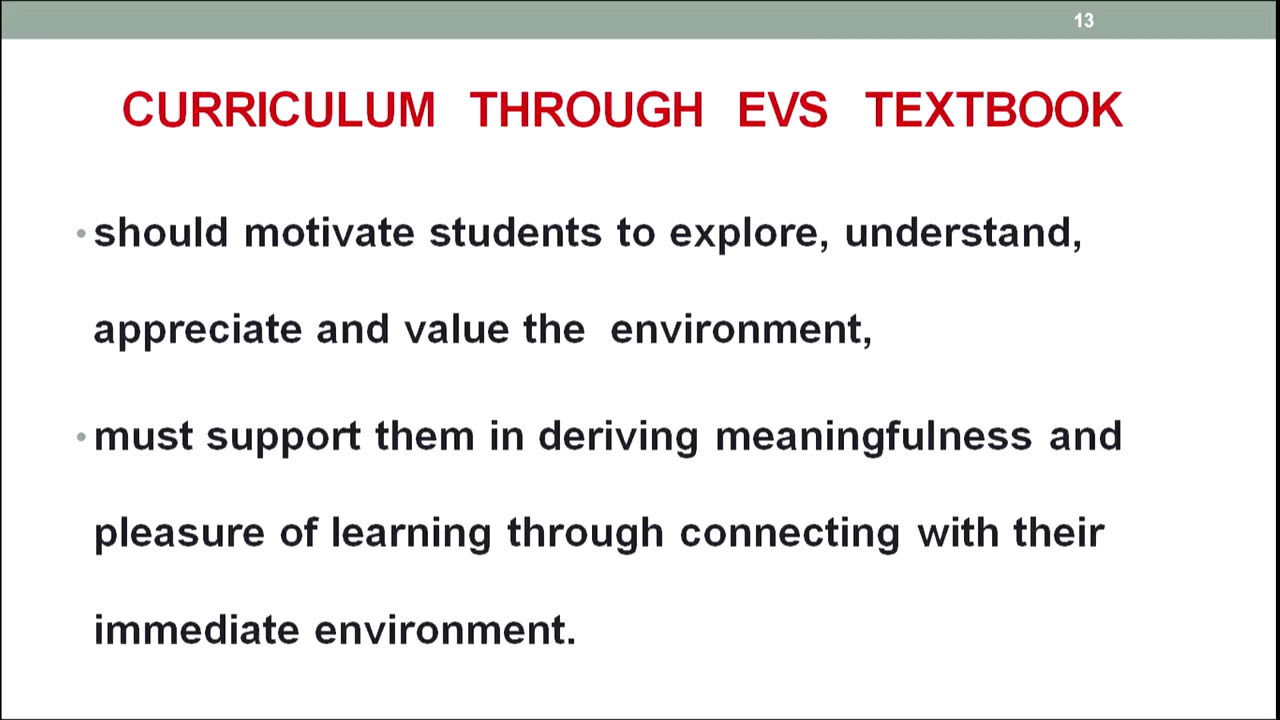 13
CURRICULUM THROUGH EVS TEXTBOOK
• should motivate students to explore, understand,
appreciate and value the environment,
• must support them in deriving meaningfulness and
pleasure of learning through connecting with their
immediate environment.